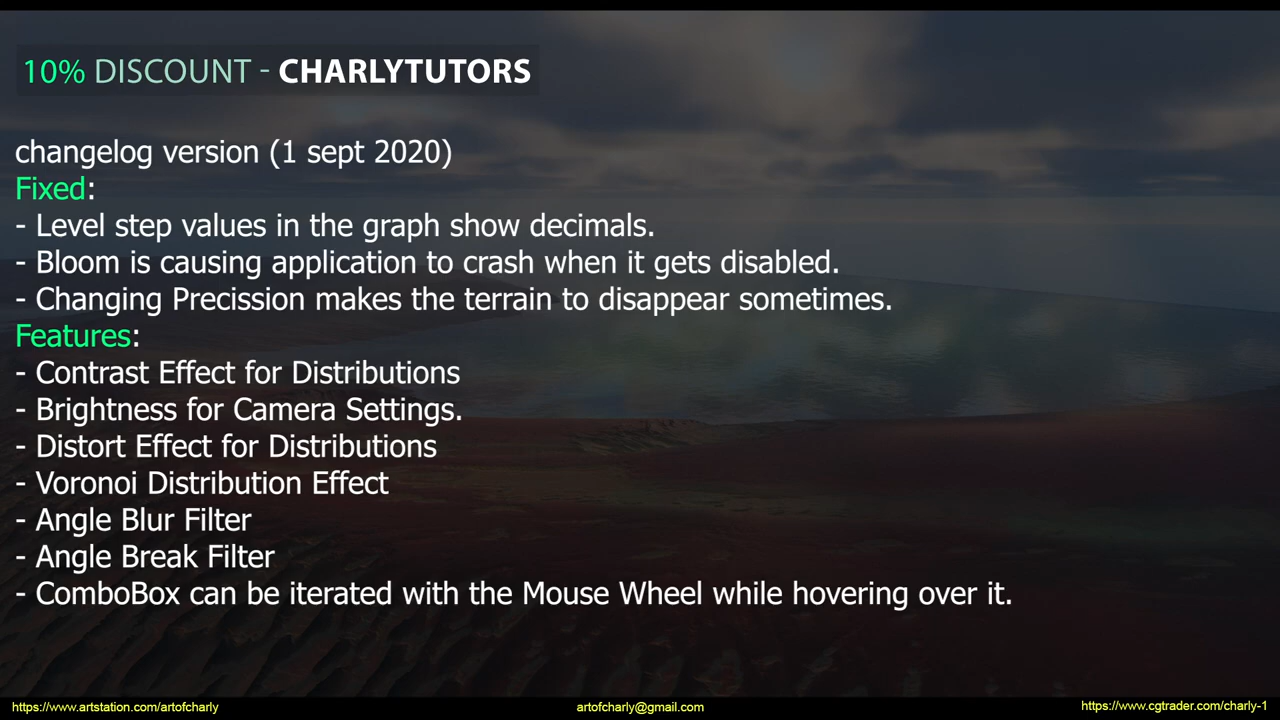 10% DISCOUNT - CHARLYTUTORS
changelog version (1 sept 2020)
Fixed:
- Level step values in the graph show decimals.
- Bloom is causing application to crash when it gets disabled.
- Changing Precission makes the terrain to disappear sometimes.
Features:
- Contrast Effect for Distributions
- Brightness for Camera Settings.
- Distort Effect for Distributions
- Voronoi Distribution Effect
- Angle Blur Filter
- Angle Break Filter
- ComboBox can be iterated with the Mouse Wheel while hovering over it.
https://www.artstation.com/artofcharly
artofcharly@gmail.com
https://www.cgtrader.com/charly-1